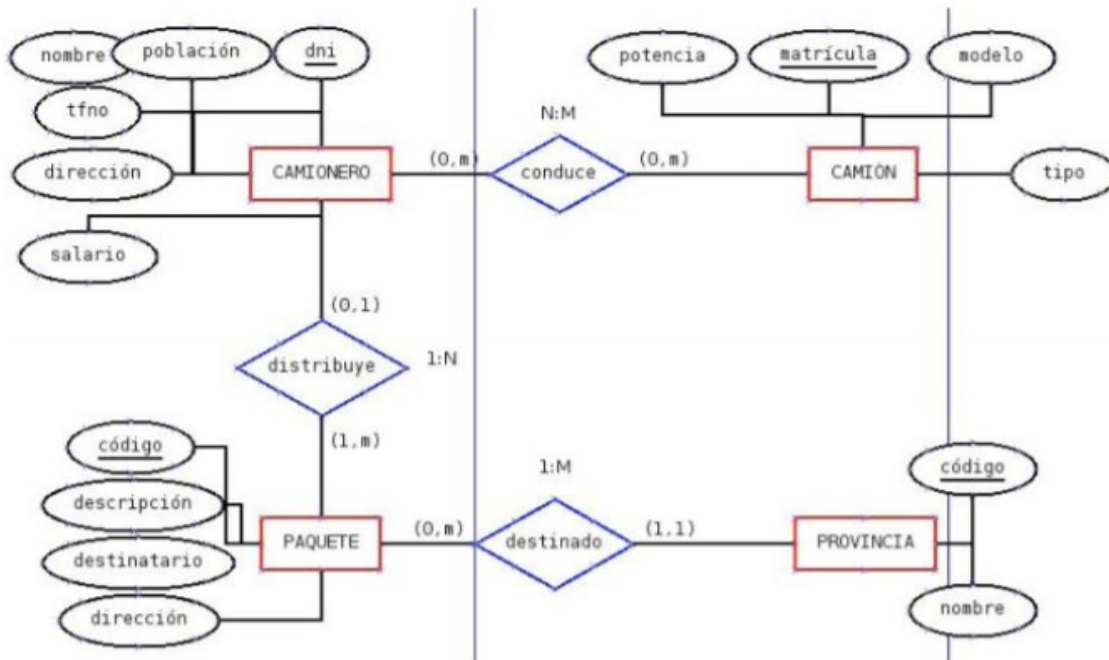 nombre
población
dni
potencia
matrícula
modelo
tfno
N:M
dirección
CAMIONERO
(0,m)
conduce
(0,m)
CAMIÓN
tipo
salario
(0,1)
distribuye
1:N
(1,m)
código
1:M
código
descripción
PAQUETE
(0,m)
destinado
(1,1)
PROVINCIA
destinatario
dirección
nombre